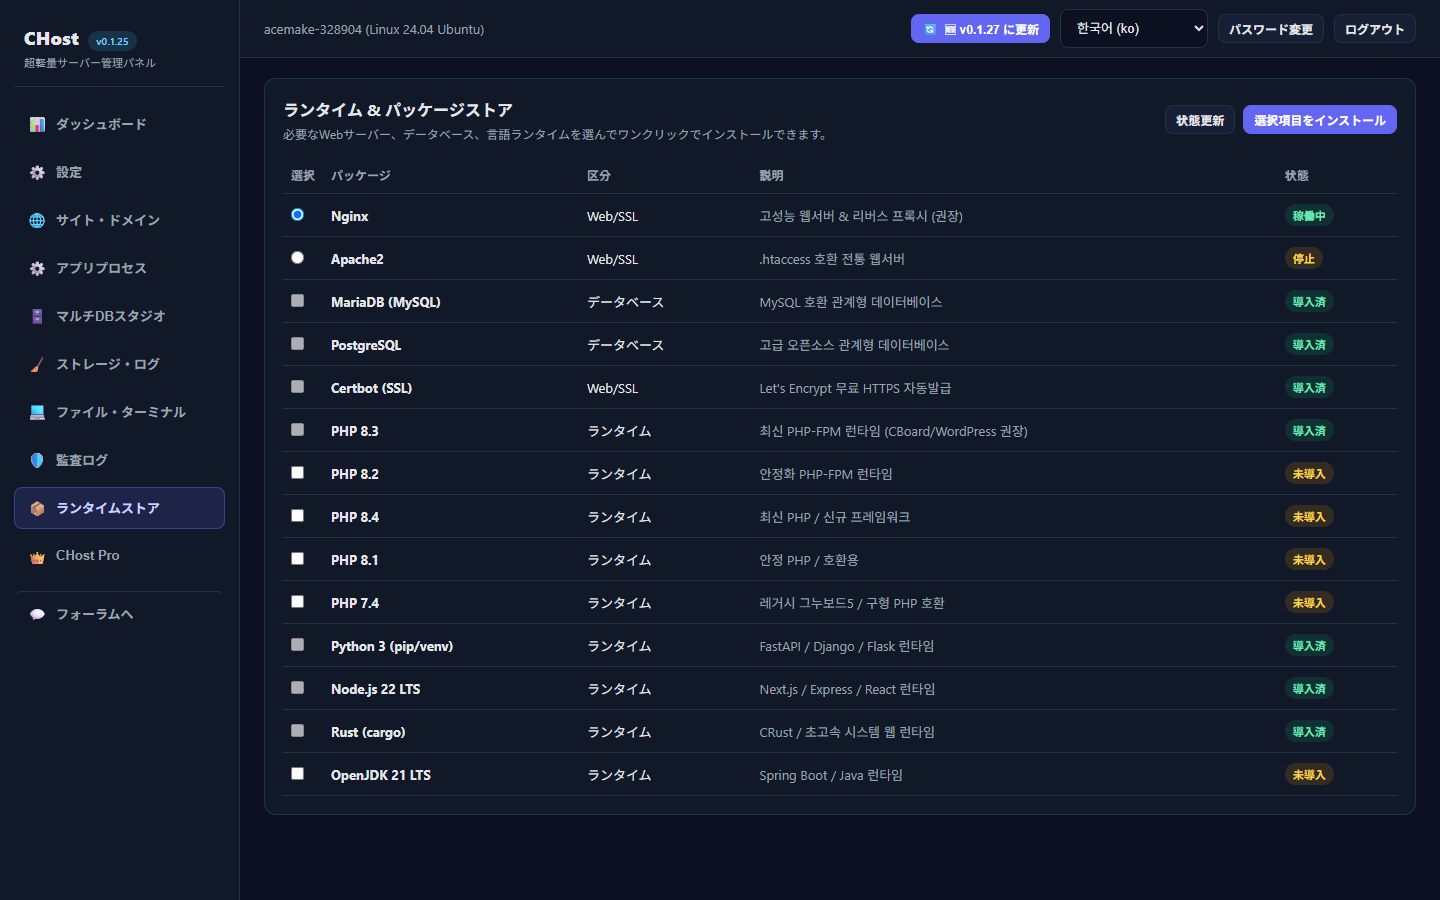 CHost v0.1.25
超軽量サーバー管理パネル
ダッシュボード
設定
サイト・ドメイン
アプリプロセス
マルチDBスタジオ
ストレージ・ログ
ファイル・ターミナル
監査ログ
ランタイムストア
CHost Pro
フォーラムへ
acemake-328904 (Linux 24.04 Ubuntu)
🔄 🆕 v0.1.27 に更新
한국어 (ko)
パスワード変更
ログアウト
ランタイム & パッケージストア
必要なWebサーバー、データベース、言語ランタイムを選んでワンクリックでインストールできます。
状態更新
選択項目をインストール
選択 パッケージ 区分 説明 状態
Nginx Web/SSL 고성능 웹서버 & 리버스 프록시 (권장) 稼働中
Apache2 Web/SSL .htaccess 호환 전통 웹서버 停止
MariaDB (MySQL) データベース MySQL 호환 관계형 데이터베이스 導入済
PostgreSQL データベース 고급 오픈소스 관계형 데이터베이스 導入済
Certbot (SSL) Web/SSL Let's Encrypt 무료 HTTPS 자동발급 導入済
PHP 8.3 ランタイム 최신 PHP-FPM 런타임 (CBoard/WordPress 권장) 導入済
PHP 8.2 ランタイム 안정화 PHP-FPM 런타임 未導入
PHP 8.4 ランタイム 최신 PHP / 신규 프레임워크 未導入
PHP 8.1 ランタイム 안정 PHP / 호환용 未導入
PHP 7.4 ランタイム 레거시 그누보드5 / 구형 PHP 호환 未導入
Python 3 (pip/venv) ランタイム FastAPI / Django / Flask 런타임 導入済
Node.js 22 LTS ランタイム Next.js / Express / React 런타임 導入済
Rust (cargo) ランタイム CRust / 초고속 시스템 웹 런타임 導入済
OpenJDK 21 LTS ランタイム Spring Boot / Java 런타임 未導入